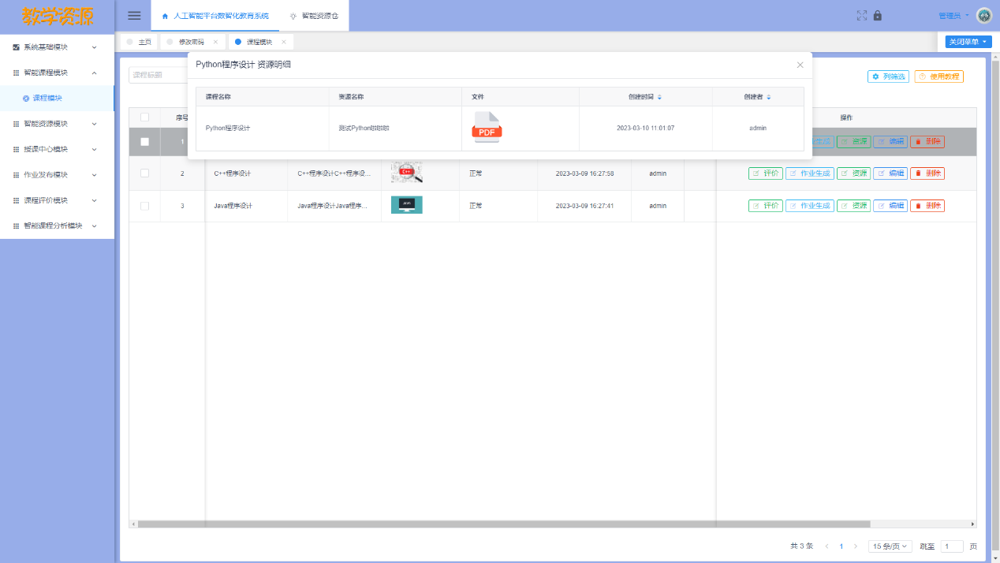 教学资源
人工智能平台数智化教育系统
智能资源仓
管理员
主页
修改密码
课程模块
关闭菜单
系统基础模块
智能课程模块
课程模块
智能资源模块
授课中心模块
作业发布模块
课程评价模块
智能课程分析模块
Python程序设计 资源明细
课程标题
列筛选
使用教程
课程名称 资源名称 文件 创建时间 创建者
Python程序设计 测试Python啦啦啦 PDF 2023-03-10 11:01:07 admin
序号 操作
1 业生成 资源 编辑 删除
2 C++程序设计 C++程序设计C++程序设... C++ 正常 2023-03-09 16:27:58 admin 评价 作业生成 资源 编辑 删除
3 Java程序设计 Java程序设计Java程序... JAVA 正常 2023-03-09 16:27:41 admin 评价 作业生成 资源 编辑 删除
共 3 条 1 15 条/页 跳至 1 页